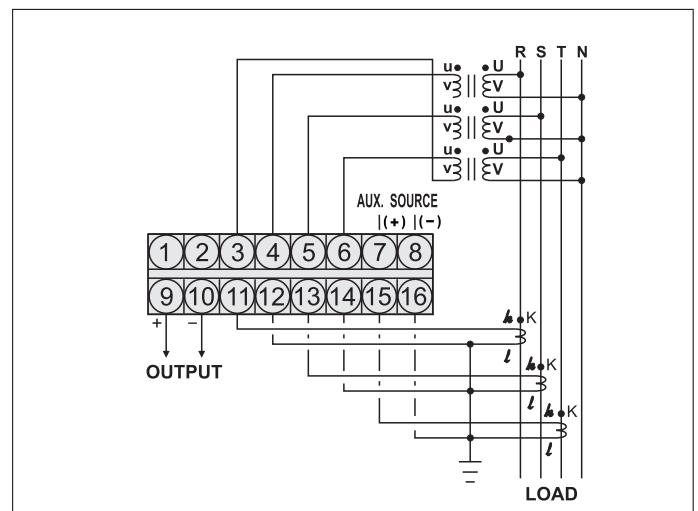 R S T N
u U
v V
u U
v V
u U
v V
AUX. SOURCE
(+) (−)
1 2 3 4 5 6 7 8
9 10 11 12 13 14 15 16
+ −
OUTPUT
k K
l
k K
l
k K
l
LOAD